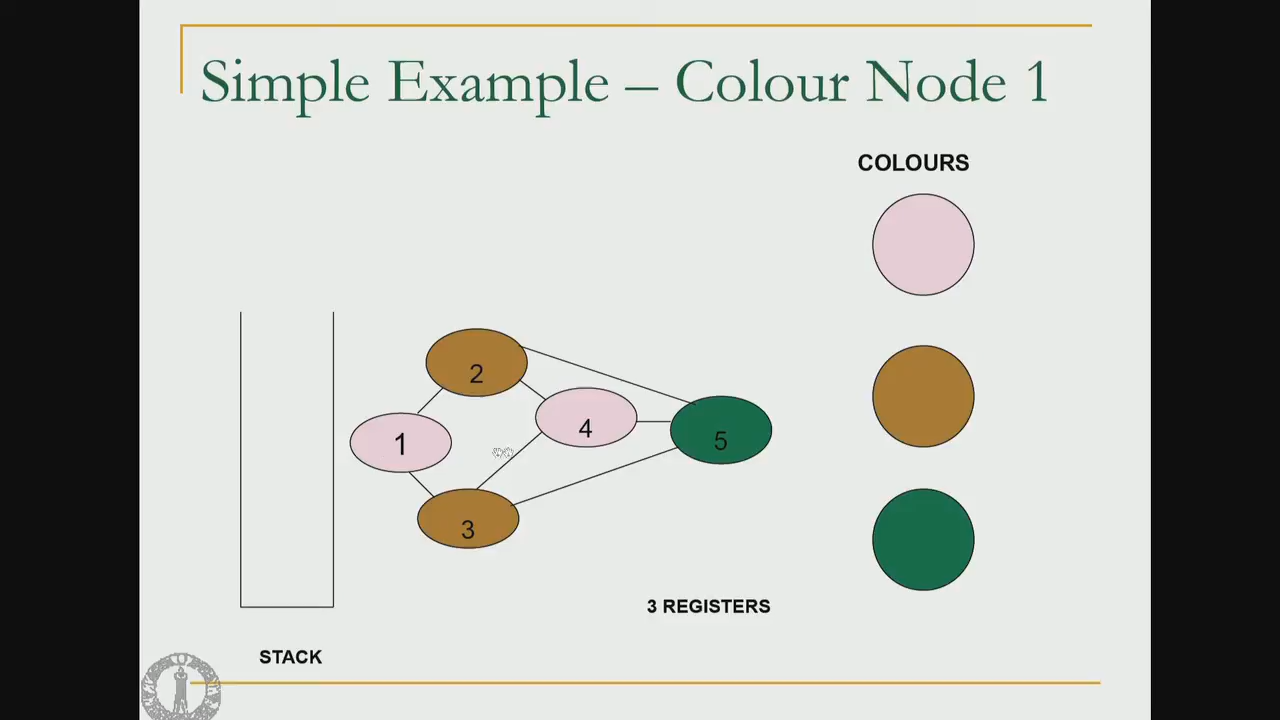 Simple Example – Colour Node 1
COLOURS
2
4
5
1
3
3 REGISTERS
STACK